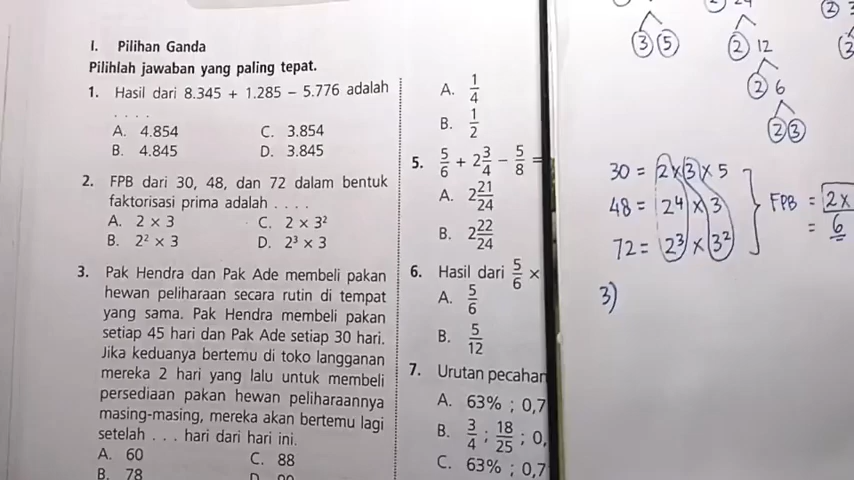 I. Pilihan Ganda
Pilihlah jawaban yang paling tepat.
1. Hasil dari 8.345 + 1.285 – 5.776 adalah
. . . .
A. 4.854 C. 3.854
B. 4.845 D. 3.845
2. FPB dari 30, 48, dan 72 dalam bentuk
faktorisasi prima adalah . . . .
A. 2 × 3 C. 2 × 3²
B. 2² × 3 D. 2³ × 3
3. Pak Hendra dan Pak Ade membeli pakan
hewan peliharaan secara rutin di tempat
yang sama. Pak Hendra membeli pakan
setiap 45 hari dan Pak Ade setiap 30 hari.
Jika keduanya bertemu di toko langganan
mereka 2 hari yang lalu untuk membeli
persediaan pakan hewan peliharaannya
masing-masing, mereka akan bertemu lagi
setelah . . . hari dari hari ini.
A. 60 C. 88
B. 78
A. 1/4
B. 1/2
5. 5/6 + 2 3/4 – 5/8 =
A. 2 21/24
B. 2 22/24
6. Hasil dari 5/6 ×
A. 5/6
B. 5/12
7. Urutan pecahan
A. 63% ; 0,7
B. 3/4 ; 18/25 ; 0,
C. 63% ; 0,7
3 5
2 12
2 6
2 3
30 = 2 × 3 × 5
48 = 2⁴ × 3
72 = 2³ × 3²
FPB = 2 ×
= 6
3)